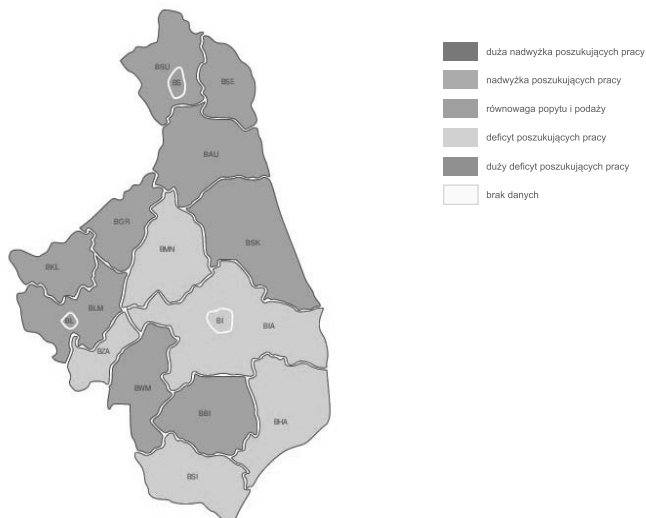 duża nadwyżka poszukujących pracy
nadwyżka poszukujących pracy
równowaga popytu i podaży
deficyt poszukujących pracy
duży deficyt poszukujących pracy
brak danych
BSU
BS
BSE
BAU
BGR
BMN
BSK
BKL
BLM
BL
BI
BIA
BZA
BWM
BBI
BHA
BSI